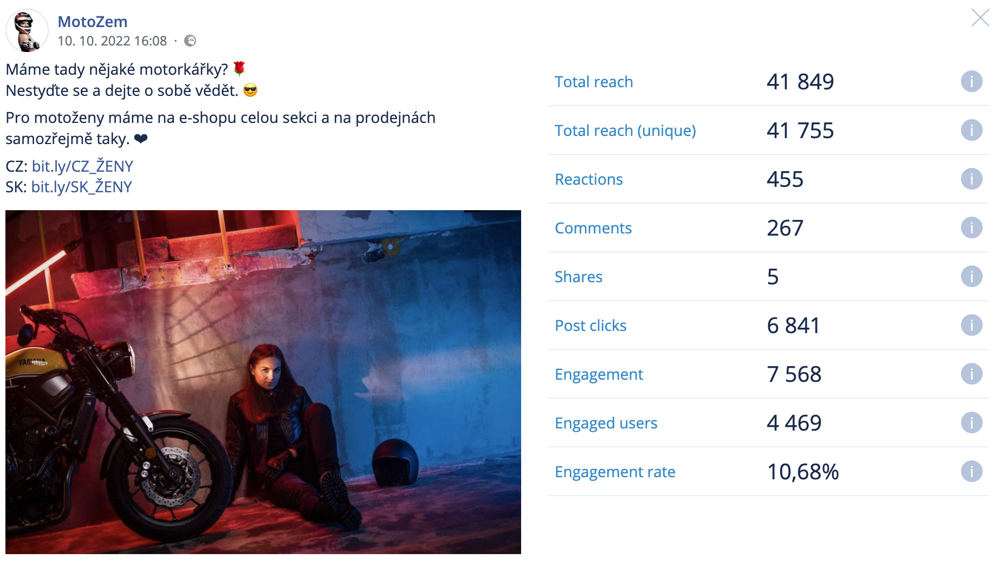 MotoZem
10. 10. 2022 16:08 ·
Máme tady nějaké motorkářky? 🌹
Nestyďte se a dejte o sobě vědět. 😎
Pro motoženy máme na e-shopu celou sekci a na prodejnách
samozřejmě taky. ❤
CZ: bit.ly/CZ_ŽENY
SK: bit.ly/SK_ŽENY
YAMAHA
Total reach 41 849 i
Total reach (unique) 41 755 i
Reactions 455 i
Comments 267 i
Shares 5 i
Post clicks 6 841 i
Engagement 7 568 i
Engaged users 4 469 i
Engagement rate 10,68% i